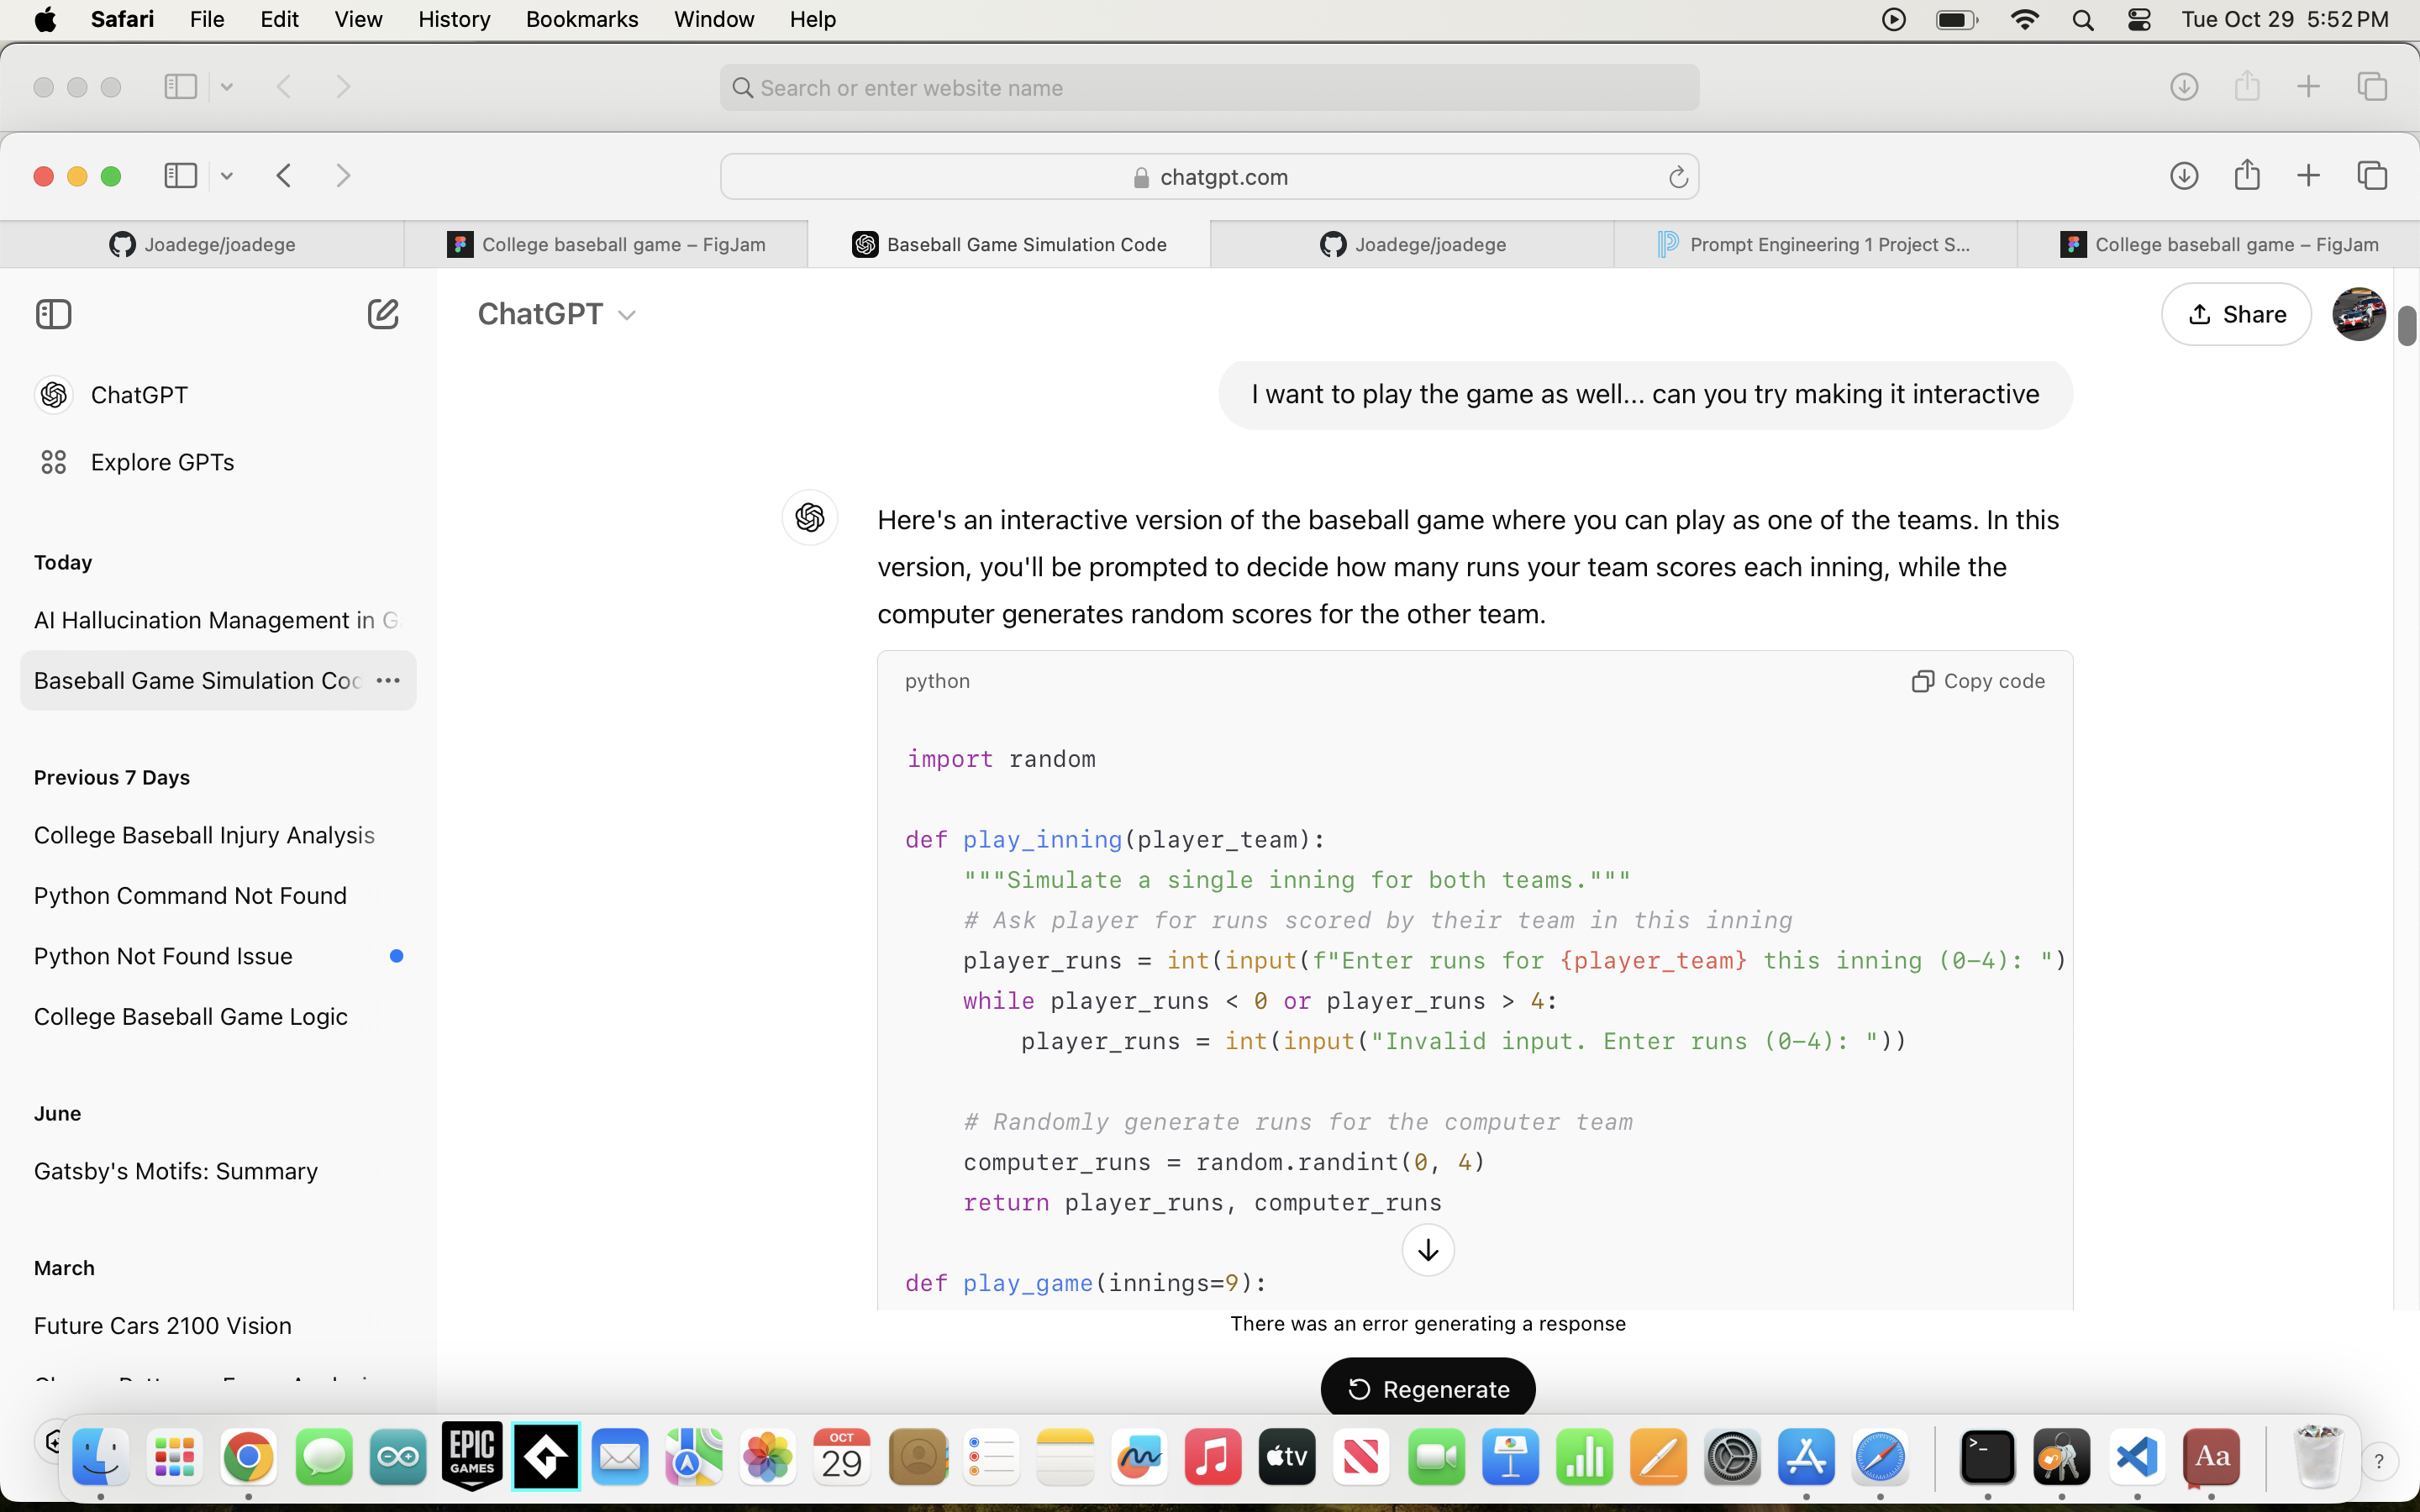 Safari File Edit View History Bookmarks Window Help Tue Oct 29 5:52 PM
Search or enter website name
chatgpt.com
Joadege/joadege College baseball game – FigJam Baseball Game Simulation Code Joadege/joadege Prompt Engineering 1 Project S... College baseball game – FigJam
ChatGPT
Share
ChatGPT
Explore GPTs
Today
AI Hallucination Management in G
Baseball Game Simulation Coc
Previous 7 Days
College Baseball Injury Analysis
Python Command Not Found
Python Not Found Issue
College Baseball Game Logic
June
Gatsby's Motifs: Summary
March
Future Cars 2100 Vision
I want to play the game as well... can you try making it interactive
Here's an interactive version of the baseball game where you can play as one of the teams. In this
version, you'll be prompted to decide how many runs your team scores each inning, while the
computer generates random scores for the other team.
python Copy code
import random
def play_inning(player_team):
"""Simulate a single inning for both teams."""
# Ask player for runs scored by their team in this inning
player_runs = int(input(f"Enter runs for {player_team} this inning (0-4): ")
while player_runs < 0 or player_runs > 4:
player_runs = int(input("Invalid input. Enter runs (0-4): "))
# Randomly generate runs for the computer team
computer_runs = random.randint(0, 4)
return player_runs, computer_runs
def play_game(innings=9):
There was an error generating a response
Regenerate
EPIC
GAMES
OCT
29
tv
Aa
?